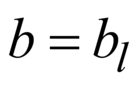 b = b_l